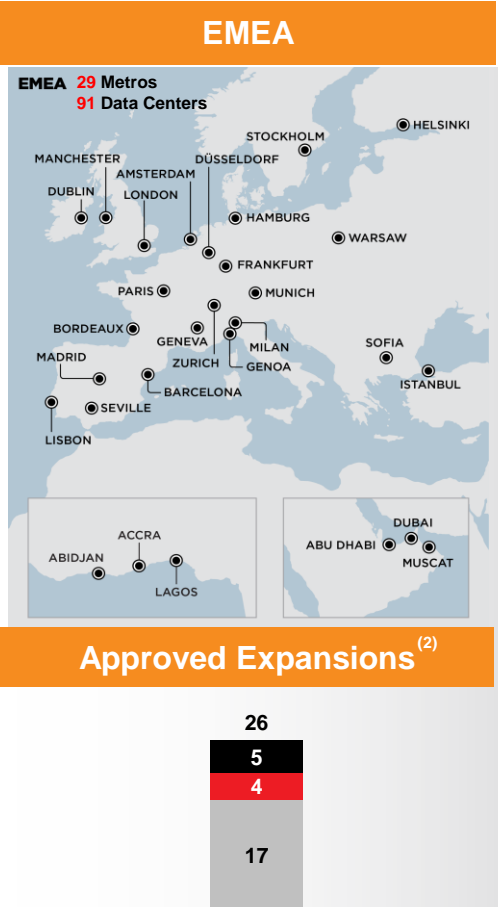 EMEA
EMEA 29 Metros
91 Data Centers
HELSINKI
STOCKHOLM
MANCHESTER
DÜSSELDORF
AMSTERDAM
DUBLIN
LONDON
HAMBURG
WARSAW
FRANKFURT
PARIS
MUNICH
BORDEAUX
GENEVA
MILAN
SOFIA
MADRID
ZURICH
GENOA
ISTANBUL
BARCELONA
SEVILLE
LISBON
ACCRA
ABIDJAN
LAGOS
DUBAI
ABU DHABI
MUSCAT
Approved Expansions(2)
26
5
4
17